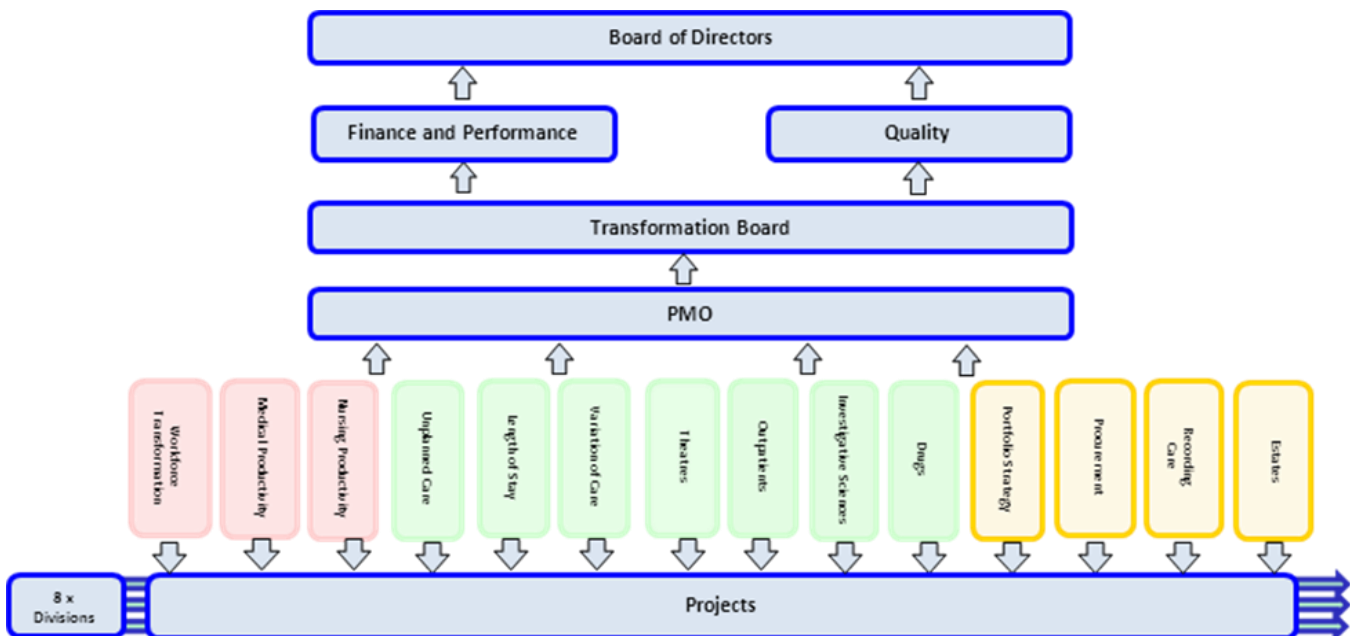 Board of Directors
Finance and Performance
Quality
Transformation Board
PMO
Workforce
Transformation
Medical Productivity
Nursing Productivity
Unplanned Care
Length of Stay
Variation of Care
Theatres
Outpatients
Investigative Sciences
Drugs
Portfolio Strategy
Procurement
Recording
Care
Estates
8 x
Divisions
Projects